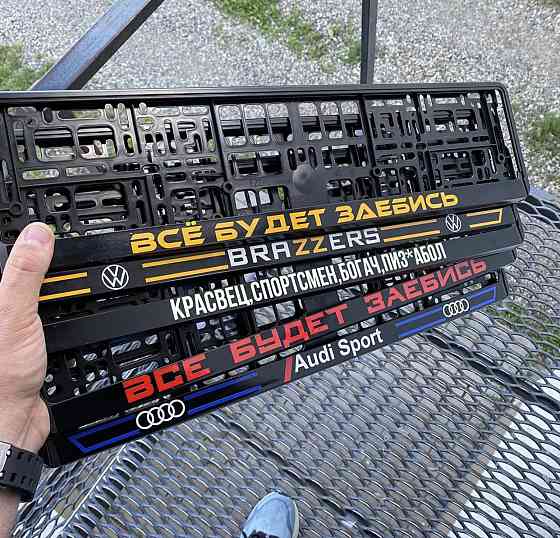 ВСЁ БУДЕТ ЗАЕБИСЬ
BRAZZERS
КРАСВЕЦ,СПОРТСМЕН,БОГАЧ,ПИЗ*АБОЛ
ВСЕ БУДЕТ ЗАЕБИСЬ
Audi Sport